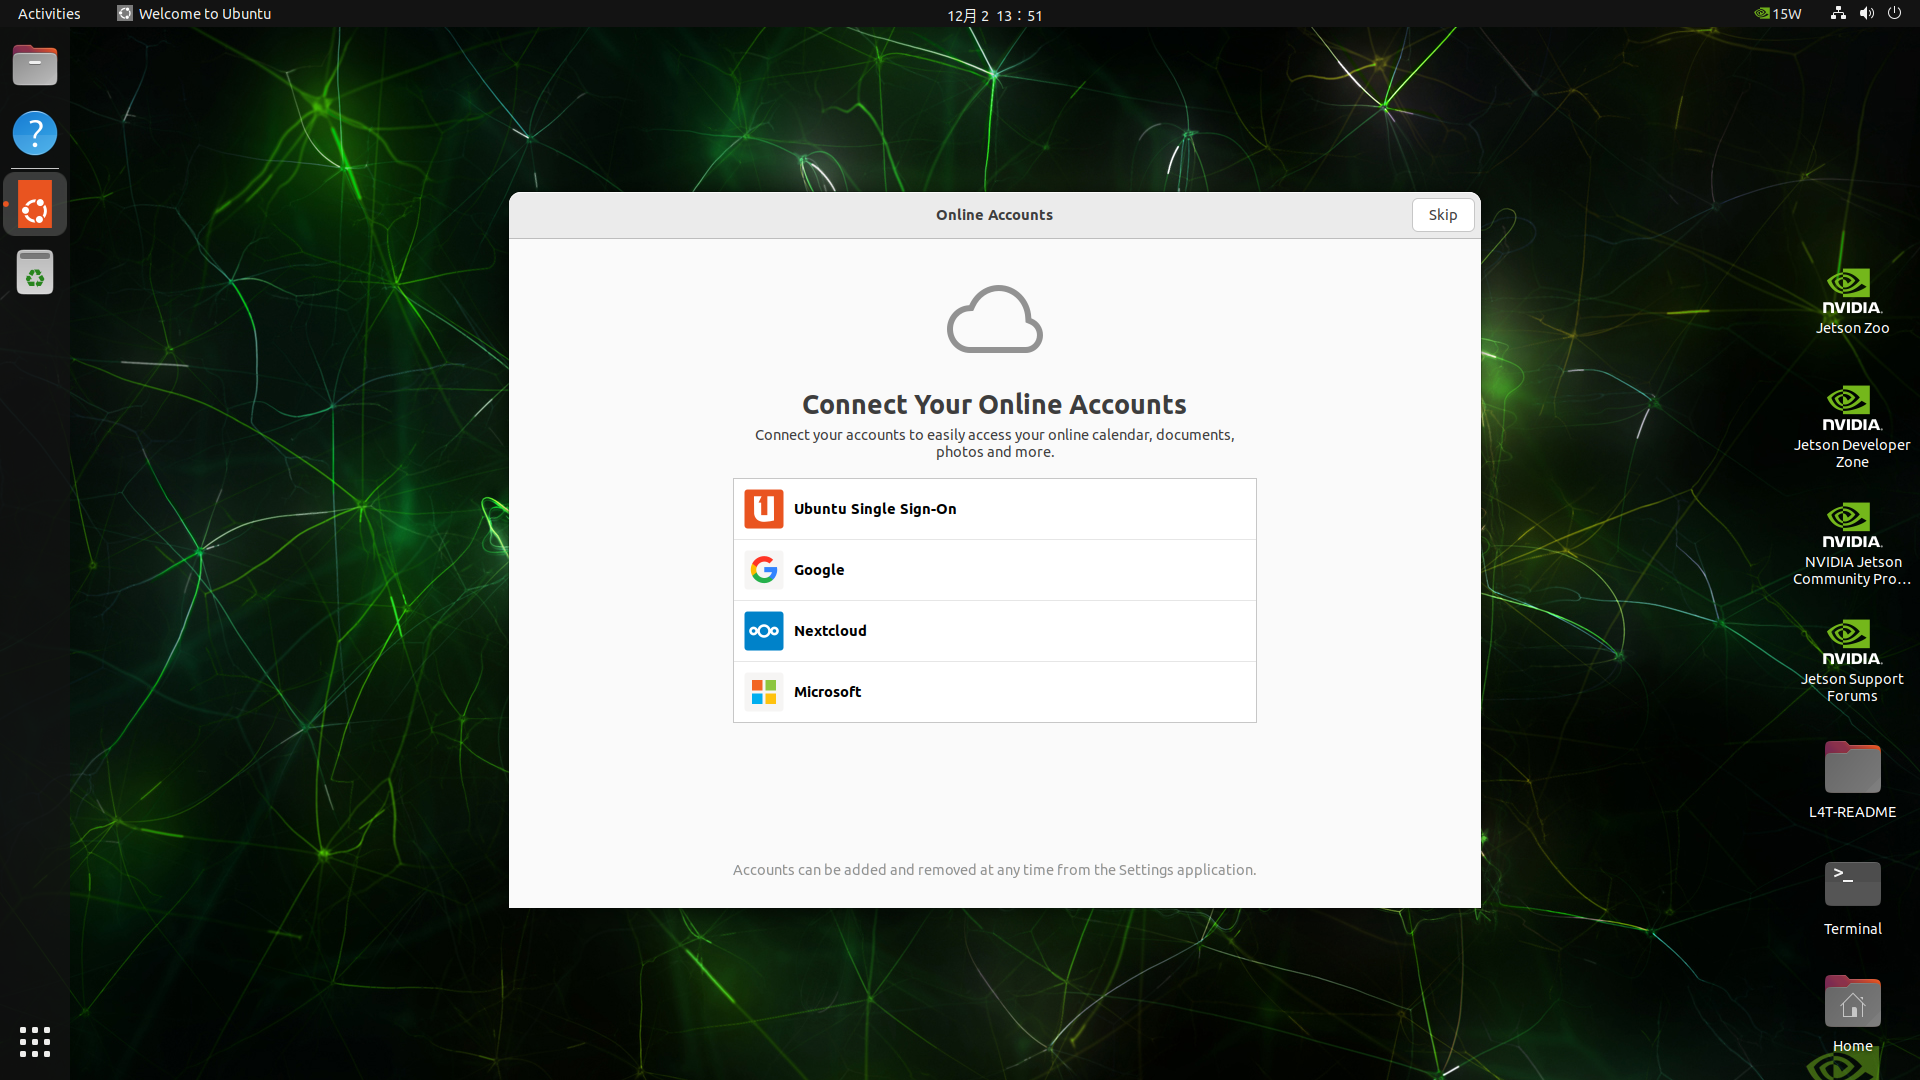 Activities
Welcome to Ubuntu
12月 2 13：51
15W
Online Accounts
Skip
Connect Your Online Accounts
Connect your accounts to easily access your online calendar, documents,
photos and more.
Ubuntu Single Sign-On
Google
Nextcloud
Microsoft
Accounts can be added and removed at any time from the Settings application.
NVIDIA.
Jetson Zoo
NVIDIA.
Jetson Developer
Zone
NVIDIA.
NVIDIA Jetson
Community Pro...
NVIDIA.
Jetson Support
Forums
L4T-README
>_
Terminal
Home